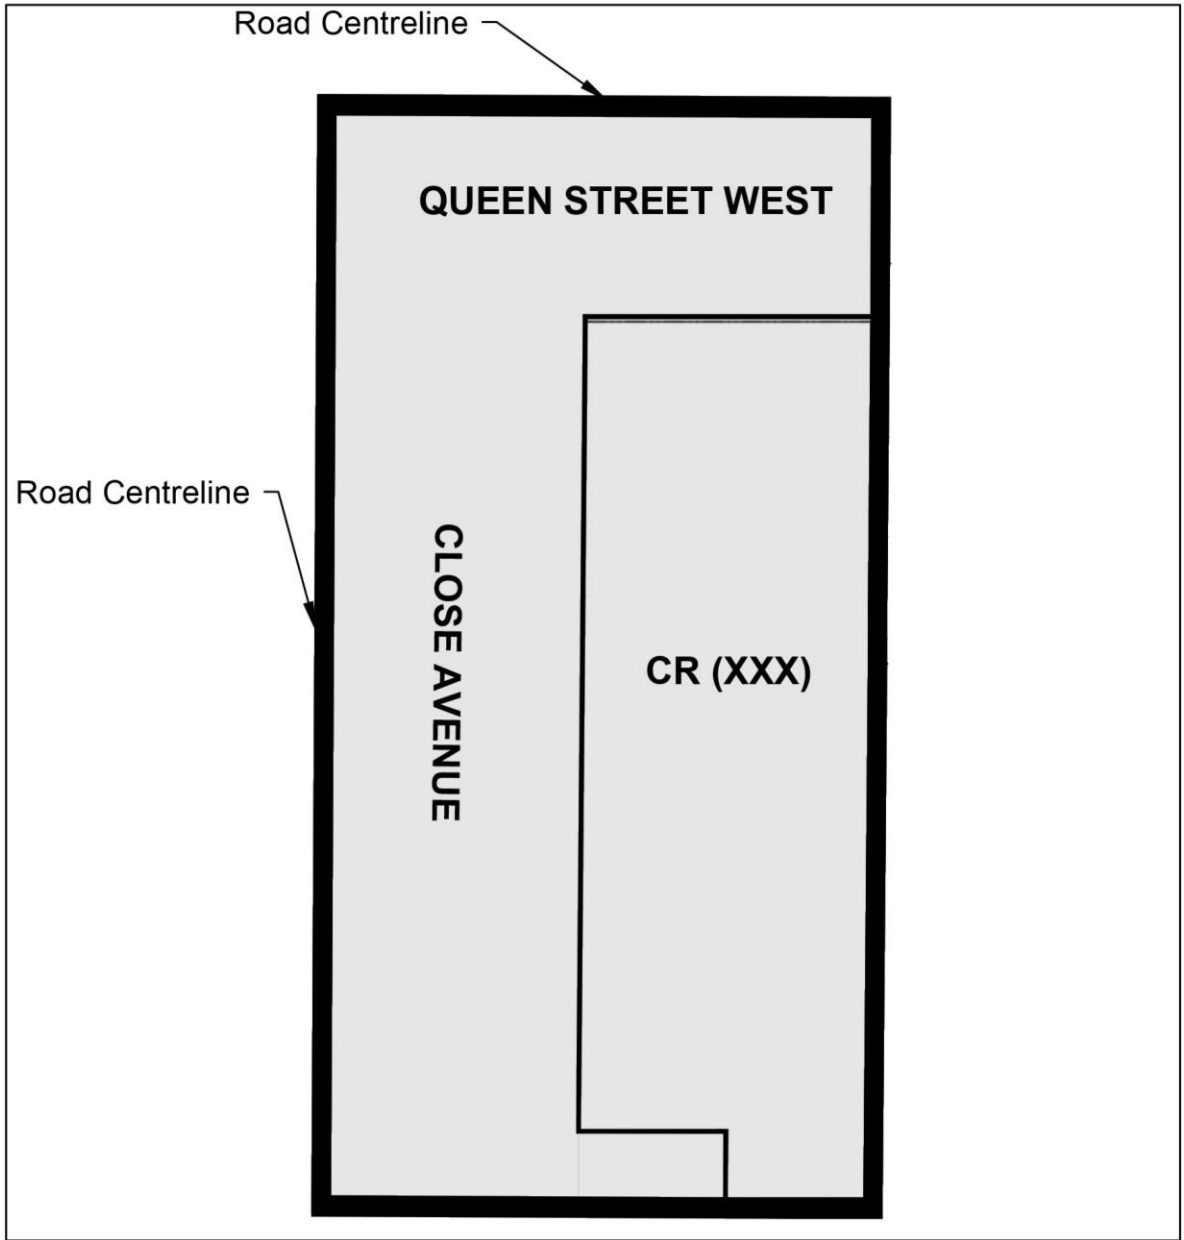 Road Centreline
QUEEN STREET WEST
Road Centreline
CLOSE AVENUE
CR (XXX)